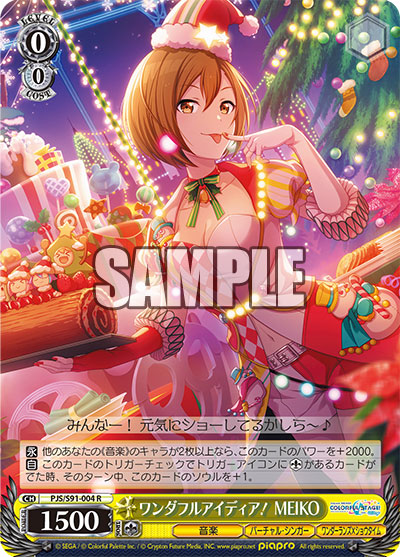 LEVEL
0
0
COST
SAMPLE
みんなー! 元気にショーしてるかしら~♪
永 他のあなたの《音楽》のキャラが2枚以上なら、このカードのパワーを+2000。
自 このカードのトリガーチェックでトリガーアイコンに があるカードがでた時、そのターン中、このカードのソウルを+1。
CH PJS/S91-004 R
POWER
1500
SOUL
ワンダフルアイディア! MEIKO
音楽
バーチャル・シンガー
ワンダーランズ×ショウタイム
© SEGA / © Colorful Palette Inc. / © Crypton Future Media, INC. www.piapro.net piapro All rights reserved.